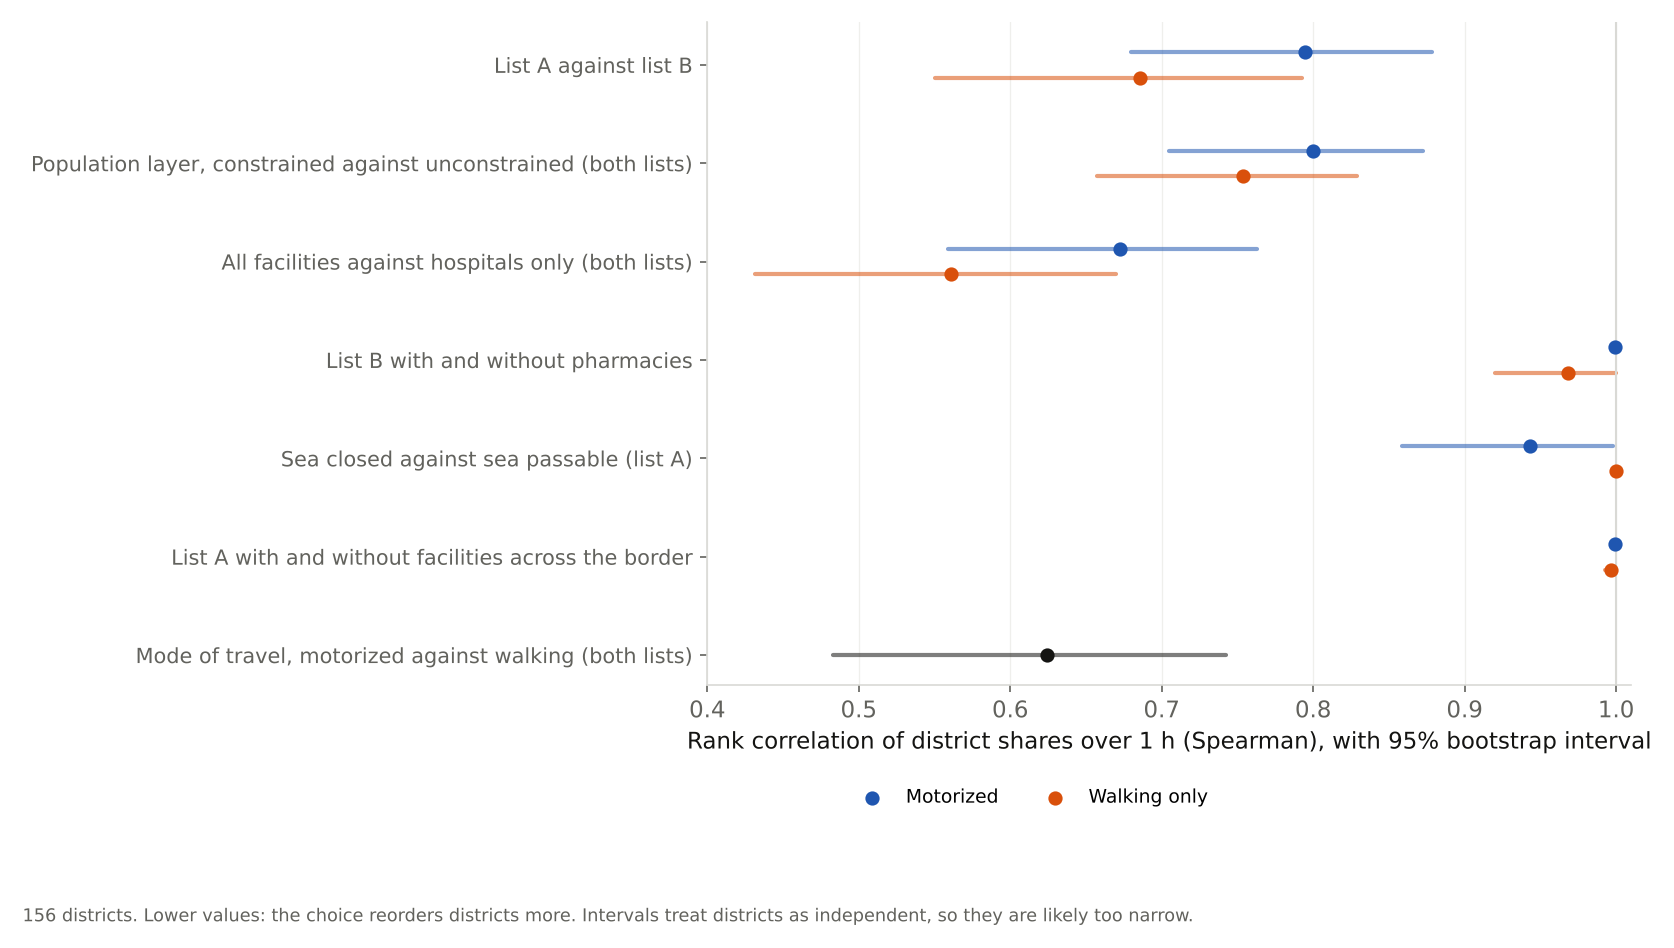 List A against list B
Population layer, constrained against unconstrained (both lists)
All facilities against hospitals only (both lists)
List B with and without pharmacies
Sea closed against sea passable (list A)
List A with and without facilities across the border
Mode of travel, motorized against walking (both lists)
0.4 0.5 0.6 0.7 0.8 0.9 1.0
Rank correlation of district shares over 1 h (Spearman), with 95% bootstrap interval
Motorized Walking only
156 districts. Lower values: the choice reorders districts more. Intervals treat districts as independent, so they are likely too narrow.